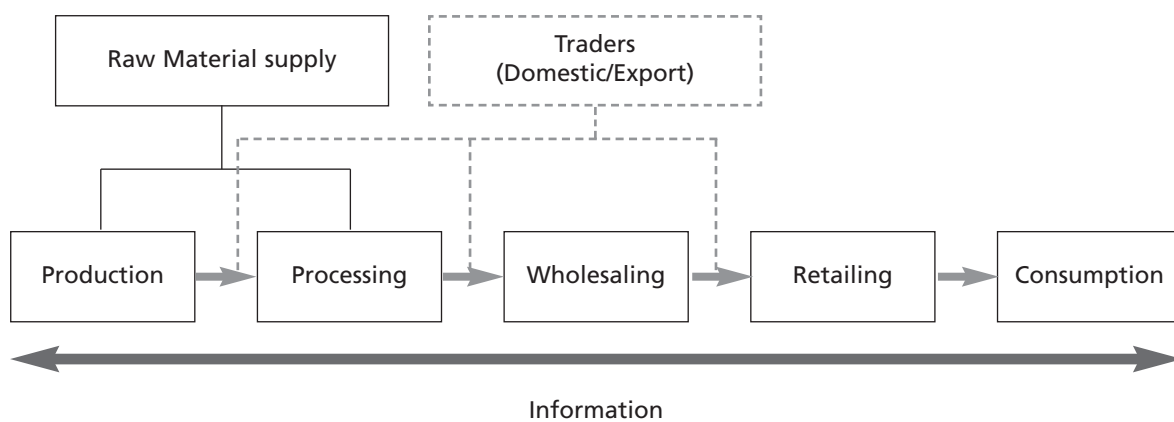 Raw Material supply
Traders
(Domestic/Export)
Production
Processing
Wholesaling
Retailing
Consumption
Information